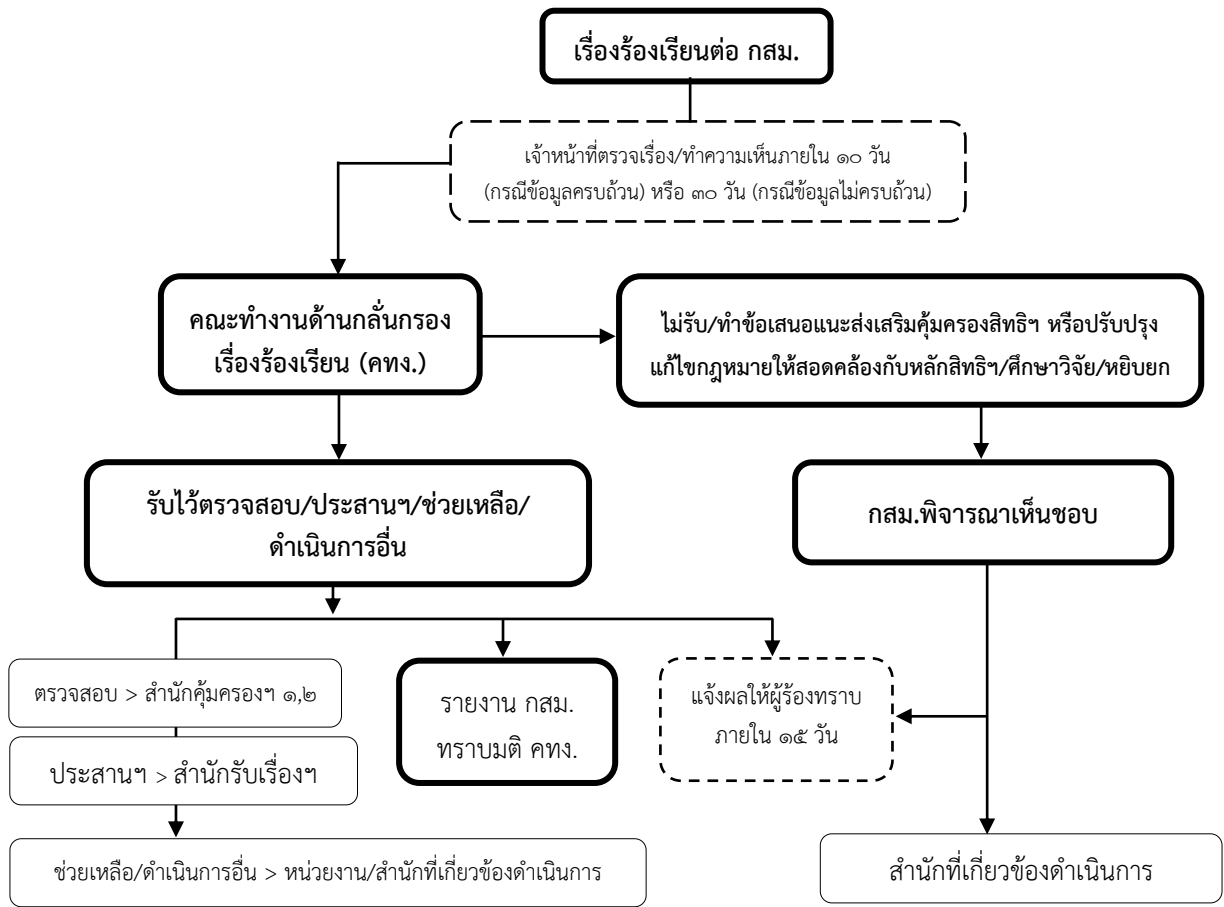 เรื่องร้องเรียนต่อ กสม.
เจ้าหน้าที่ตรวจเรื่อง/ทำความเห็นภายใน ๑๐ วัน
(กรณีข้อมูลครบถ้วน) หรือ ๓๐ วัน (กรณีข้อมูลไม่ครบถ้วน)
คณะทำงานด้านกลั่นกรอง
เรื่องร้องเรียน (คทง.)
ไม่รับ/ทำข้อเสนอแนะส่งเสริมคุ้มครองสิทธิฯ หรือปรับปรุง
แก้ไขกฎหมายให้สอดคล้องกับหลักสิทธิฯ/ศึกษาวิจัย/หยิบยก
รับไว้ตรวจสอบ/ประสานฯ/ช่วยเหลือ/
ดำเนินการอื่น
กสม.พิจารณาเห็นชอบ
ตรวจสอบ > สำนักคุ้มครองฯ ๑,๒
ประสานฯ > สำนักรับเรื่องฯ
ช่วยเหลือ/ดำเนินการอื่น > หน่วยงาน/สำนักที่เกี่ยวข้องดำเนินการ
รายงาน กสม.
ทราบมติ คทง.
แจ้งผลให้ผู้ร้องทราบ
ภายใน ๑๕ วัน
สำนักที่เกี่ยวข้องดำเนินการ